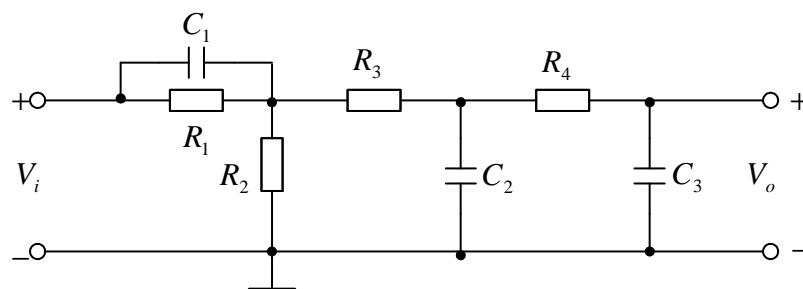 C₁
R₃
R₄
+
+
R₁
R₂
C₂
C₃
Vᵢ
Vₒ
−
−